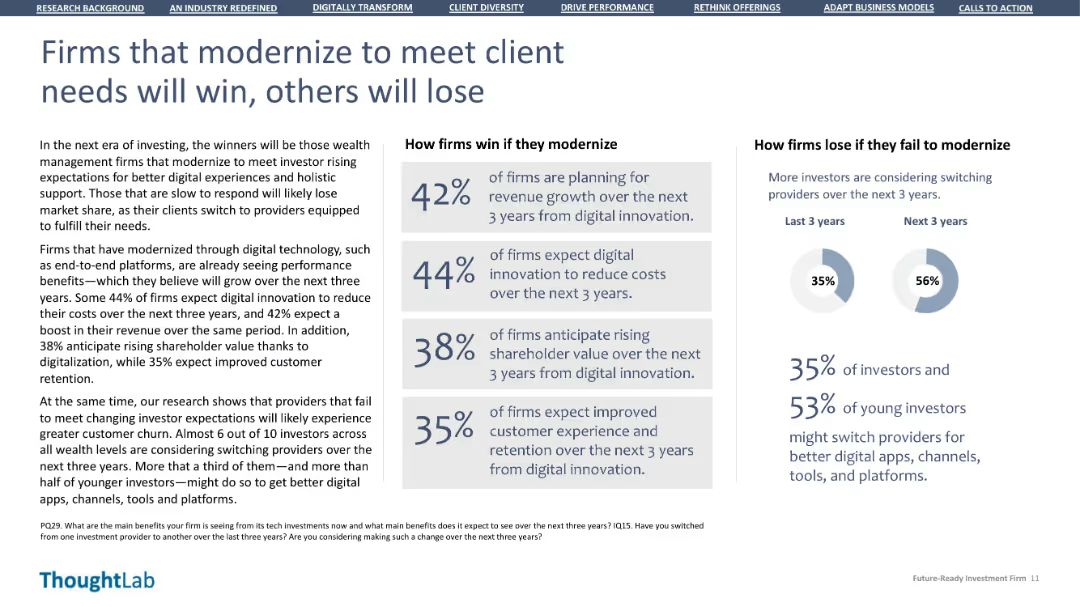 RESEARCH BACKGROUND AN INDUSTRY REDEFINED DIGITALLY TRANSFORM CLIENT DIVERSITY DRIVE PERFORMANCE RETHINK OFFERINGS ADAPT BUSINESS MODELS CALLS TO ACTION
Firms that modernize to meet client
needs will win, others will lose
In the next era of investing, the winners will be those wealth
management firms that modernize to meet investor rising
expectations for better digital experiences and holistic
support. Those that are slow to respond will likely lose
market share, as their clients switch to providers equipped
to fulfill their needs.
Firms that have modernized through digital technology, such
as end-to-end platforms, are already seeing performance
benefits—which they believe will grow over the next three
years. Some 44% of firms expect digital innovation to reduce
their costs over the next three years, and 42% expect a
boost in their revenue over the same period. In addition,
38% anticipate rising shareholder value thanks to
digitalization, while 35% expect improved customer
retention.
At the same time, our research shows that providers that fail
to meet changing investor expectations will likely experience
greater customer churn. Almost 6 out of 10 investors across
all wealth levels are considering switching providers over the
next three years. More that a third of them—and more than
half of younger investors—might do so to get better digital
apps, channels, tools and platforms.
How firms win if they modernize
42%
of firms are planning for
revenue growth over the next
3 years from digital innovation.
44%
of firms expect digital
innovation to reduce costs
over the next 3 years.
38%
of firms anticipate rising
shareholder value over the next
3 years from digital innovation.
35%
of firms expect improved
customer experience and
retention over the next 3 years
from digital innovation.
How firms lose if they fail to modernize
More investors are considering switching
providers over the next 3 years.
Last 3 years Next 3 years
35% 56%
35% of investors and
53% of young investors
might switch providers for
better digital apps, channels,
tools, and platforms.
PQ29. What are the main benefits your firm is seeing from its tech investments now and what main benefits does it expect to see over the next three years? IQ15. Have you switched
from one investment provider to another over the last three years? Are you considering making such a change over the next three years?
ThoughtLab
Future-Ready Investment Firm 11